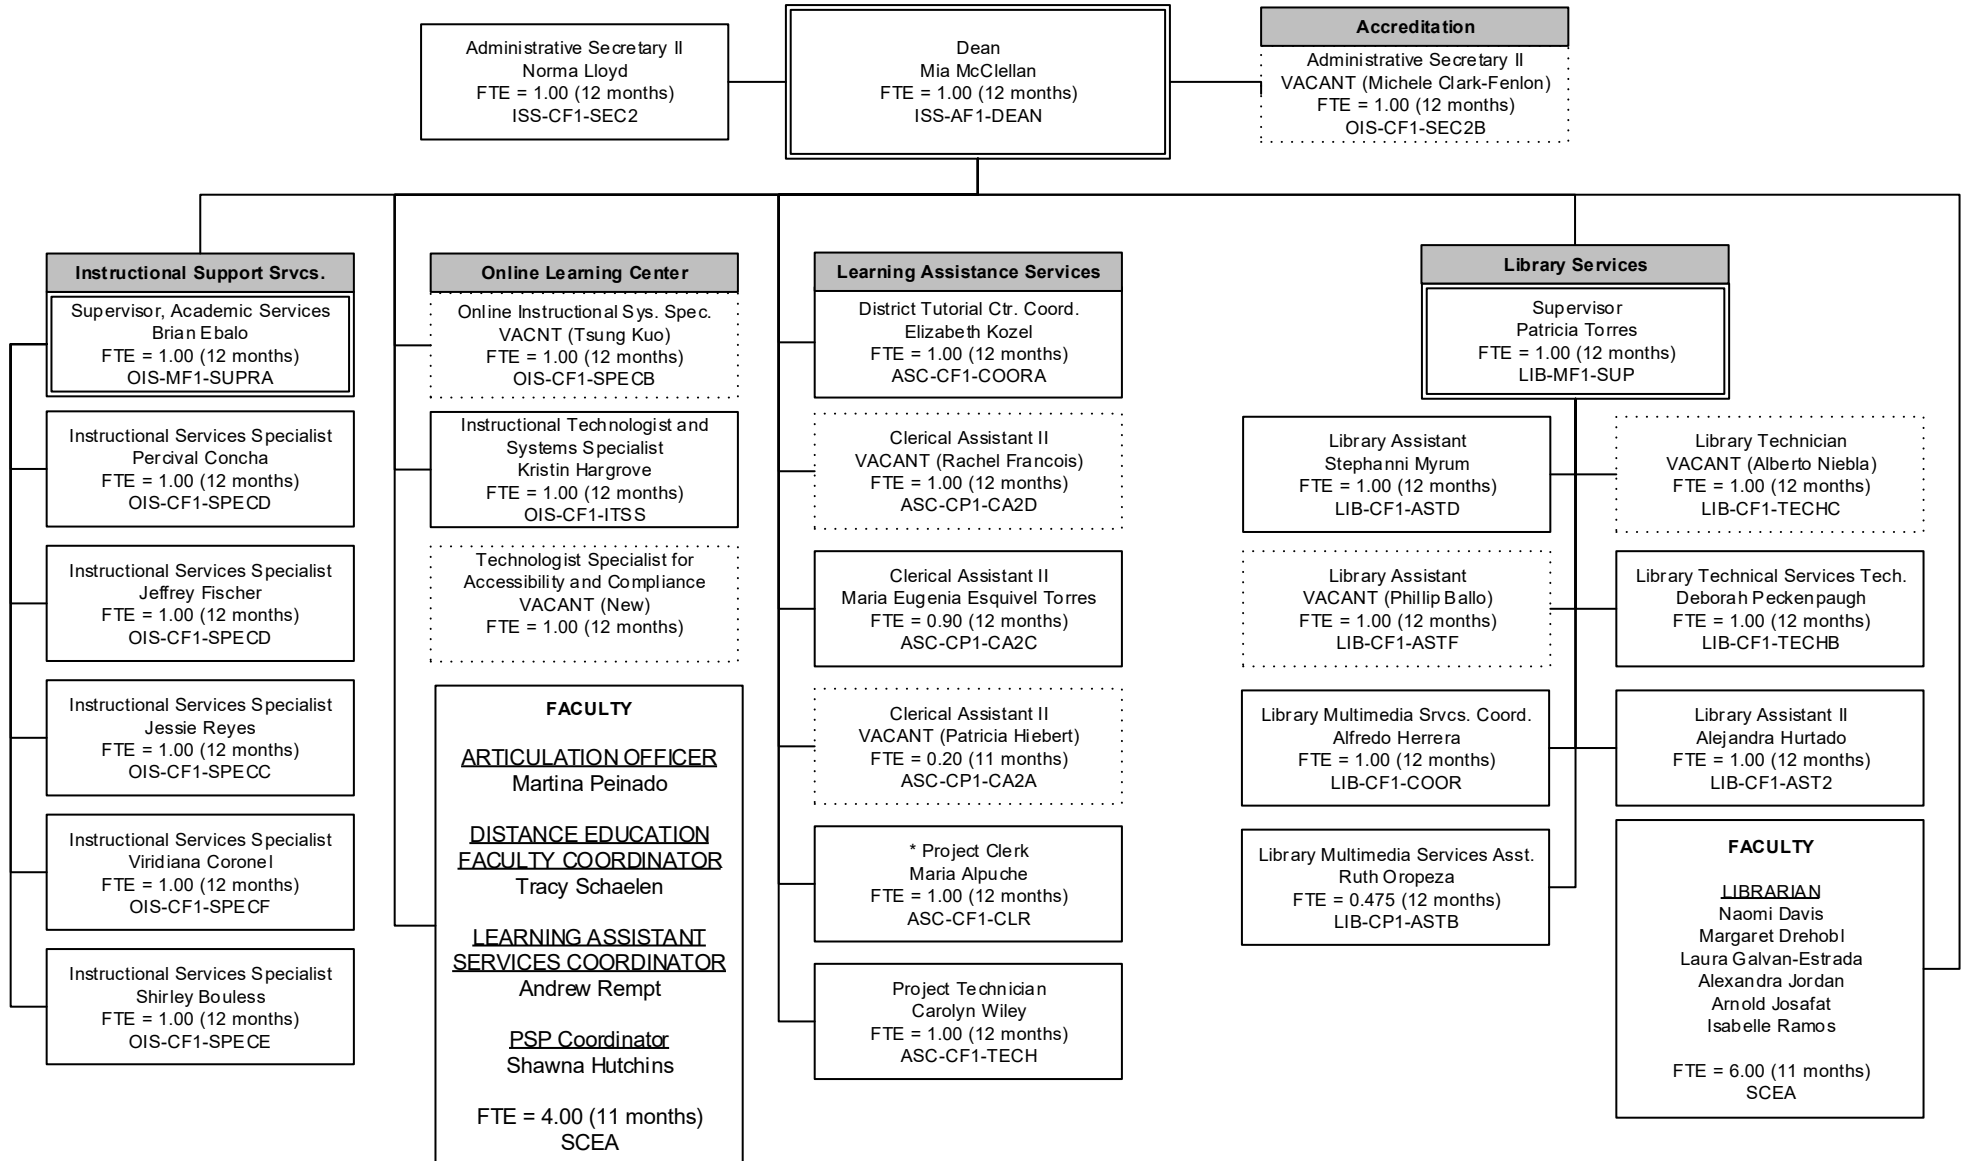 Administrative Secretary II
Norma Lloyd
FTE = 1.00 (12 months)
ISS-CF1-SEC2
Dean
Mia McClellan
FTE = 1.00 (12 months)
ISS-AF1-DEAN
Accreditation
Administrative Secretary II
VACANT (Michele Clark-Fenlon)
FTE = 1.00 (12 months)
OIS-CF1-SEC2B
Instructional Support Srvcs.
Supervisor, Academic Services
Brian Ebalo
FTE = 1.00 (12 months)
OIS-MF1-SUPRA
Instructional Services Specialist
Percival Concha
FTE = 1.00 (12 months)
OIS-CF1-SPECD
Instructional Services Specialist
Jeffrey Fischer
FTE = 1.00 (12 months)
OIS-CF1-SPECD
Instructional Services Specialist
Jessie Reyes
FTE = 1.00 (12 months)
OIS-CF1-SPECC
Instructional Services Specialist
Viridiana Coronel
FTE = 1.00 (12 months)
OIS-CF1-SPECF
Instructional Services Specialist
Shirley Bouless
FTE = 1.00 (12 months)
OIS-CF1-SPECE
Online Learning Center
Online Instructional Sys. Spec.
VACNT (Tsung Kuo)
FTE = 1.00 (12 months)
OIS-CF1-SPECB
Instructional Technologist and
Systems Specialist
Kristin Hargrove
FTE = 1.00 (12 months)
OIS-CF1-ITSS
Technologist Specialist for
Accessibility and Compliance
VACANT (New)
FTE = 1.00 (12 months)
FACULTY
ARTICULATION OFFICER
Martina Peinado
DISTANCE EDUCATION
FACULTY COORDINATOR
Tracy Schaelen
LEARNING ASSISTANT
SERVICES COORDINATOR
Andrew Rempt
PSP Coordinator
Shawna Hutchins
FTE = 4.00 (11 months)
SCEA
Learning Assistance Services
District Tutorial Ctr. Coord.
Elizabeth Kozel
FTE = 1.00 (12 months)
ASC-CF1-COORA
Clerical Assistant II
VACANT (Rachel Francois)
FTE = 1.00 (12 months)
ASC-CP1-CA2D
Clerical Assistant II
Maria Eugenia Esquivel Torres
FTE = 0.90 (12 months)
ASC-CP1-CA2C
Clerical Assistant II
VACANT (Patricia Hiebert)
FTE = 0.20 (11 months)
ASC-CP1-CA2A
* Project Clerk
Maria Alpuche
FTE = 1.00 (12 months)
ASC-CF1-CLR
Project Technician
Carolyn Wiley
FTE = 1.00 (12 months)
ASC-CF1-TECH
Library Services
Supervisor
Patricia Torres
FTE = 1.00 (12 months)
LIB-MF1-SUP
Library Assistant
Stephanni Myrum
FTE = 1.00 (12 months)
LIB-CF1-ASTD
Library Assistant
VACANT (Phillip Ballo)
FTE = 1.00 (12 months)
LIB-CF1-ASTF
Library Multimedia Srvcs. Coord.
Alfredo Herrera
FTE = 1.00 (12 months)
LIB-CF1-COOR
Library Multimedia Services Asst.
Ruth Oropeza
FTE = 0.475 (12 months)
LIB-CP1-ASTB
Library Technician
VACANT (Alberto Niebla)
FTE = 1.00 (12 months)
LIB-CF1-TECHC
Library Technical Services Tech.
Deborah Peckenpaugh
FTE = 1.00 (12 months)
LIB-CF1-TECHB
Library Assistant II
Alejandra Hurtado
FTE = 1.00 (12 months)
LIB-CF1-AST2
FACULTY
LIBRARIAN
Naomi Davis
Margaret Drehobl
Laura Galvan-Estrada
Alexandra Jordan
Arnold Josafat
Isabelle Ramos
FTE = 6.00 (11 months)
SCEA